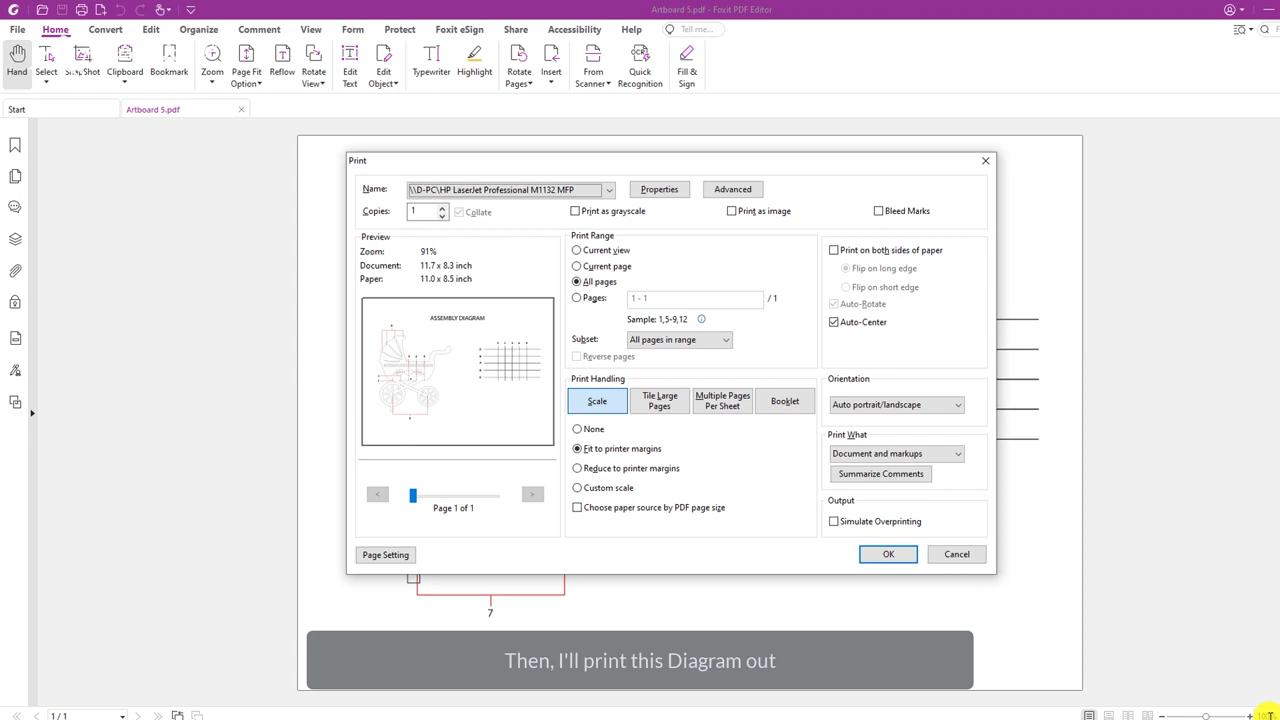 Artboard 5.pdf - Foxit PDF Editor
File Home Convert Edit Organize Comment View Form Protect Foxit eSign Share Accessibility Help Tell me...
Hand Select SnapShot Clipboard Bookmark Zoom Page Fit Option Reflow Rotate View Edit Text Edit Object Typewriter Highlight Rotate Pages Insert From Scanner OCR Quick Recognition Fill & Sign
Start Artboard 5.pdf
Print
Name: \\D-PC\HP LaserJet Professional M1132 MFP Properties Advanced
Copies: 1 Collate Print as grayscale Print as image Bleed Marks
Preview
Zoom: 91%
Document: 11.7 x 8.3 inch
Paper: 11.0 x 8.5 inch
ASSEMBLY DIAGRAM
Page 1 of 1
Page Setting
Print Range
Current view
Current page
All pages
Pages: 1 - 1 / 1
Sample: 1,5-9,12
Subset: All pages in range
Reverse pages
Print Handling
Scale Tile Large Pages Multiple Pages Per Sheet Booklet
None
Fit to printer margins
Reduce to printer margins
Custom scale
Choose paper source by PDF page size
Print on both sides of paper
Flip on long edge
Flip on short edge
Auto-Rotate
Auto-Center
Orientation
Auto portrait/landscape
Print What
Document and markups
Summarize Comments
Output
Simulate Overprinting
OK Cancel
7
Then, I'll print this Diagram out
1 / 1